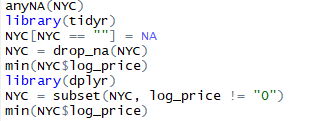 anyNA(NYC)
library(tidyr)
NYC[NYC == ""] = NA
NYC = drop_na(NYC)
min(NYC$log_price)
library(dplyr)
NYC = subset(NYC, log_price != "0")
min(NYC$log_price)